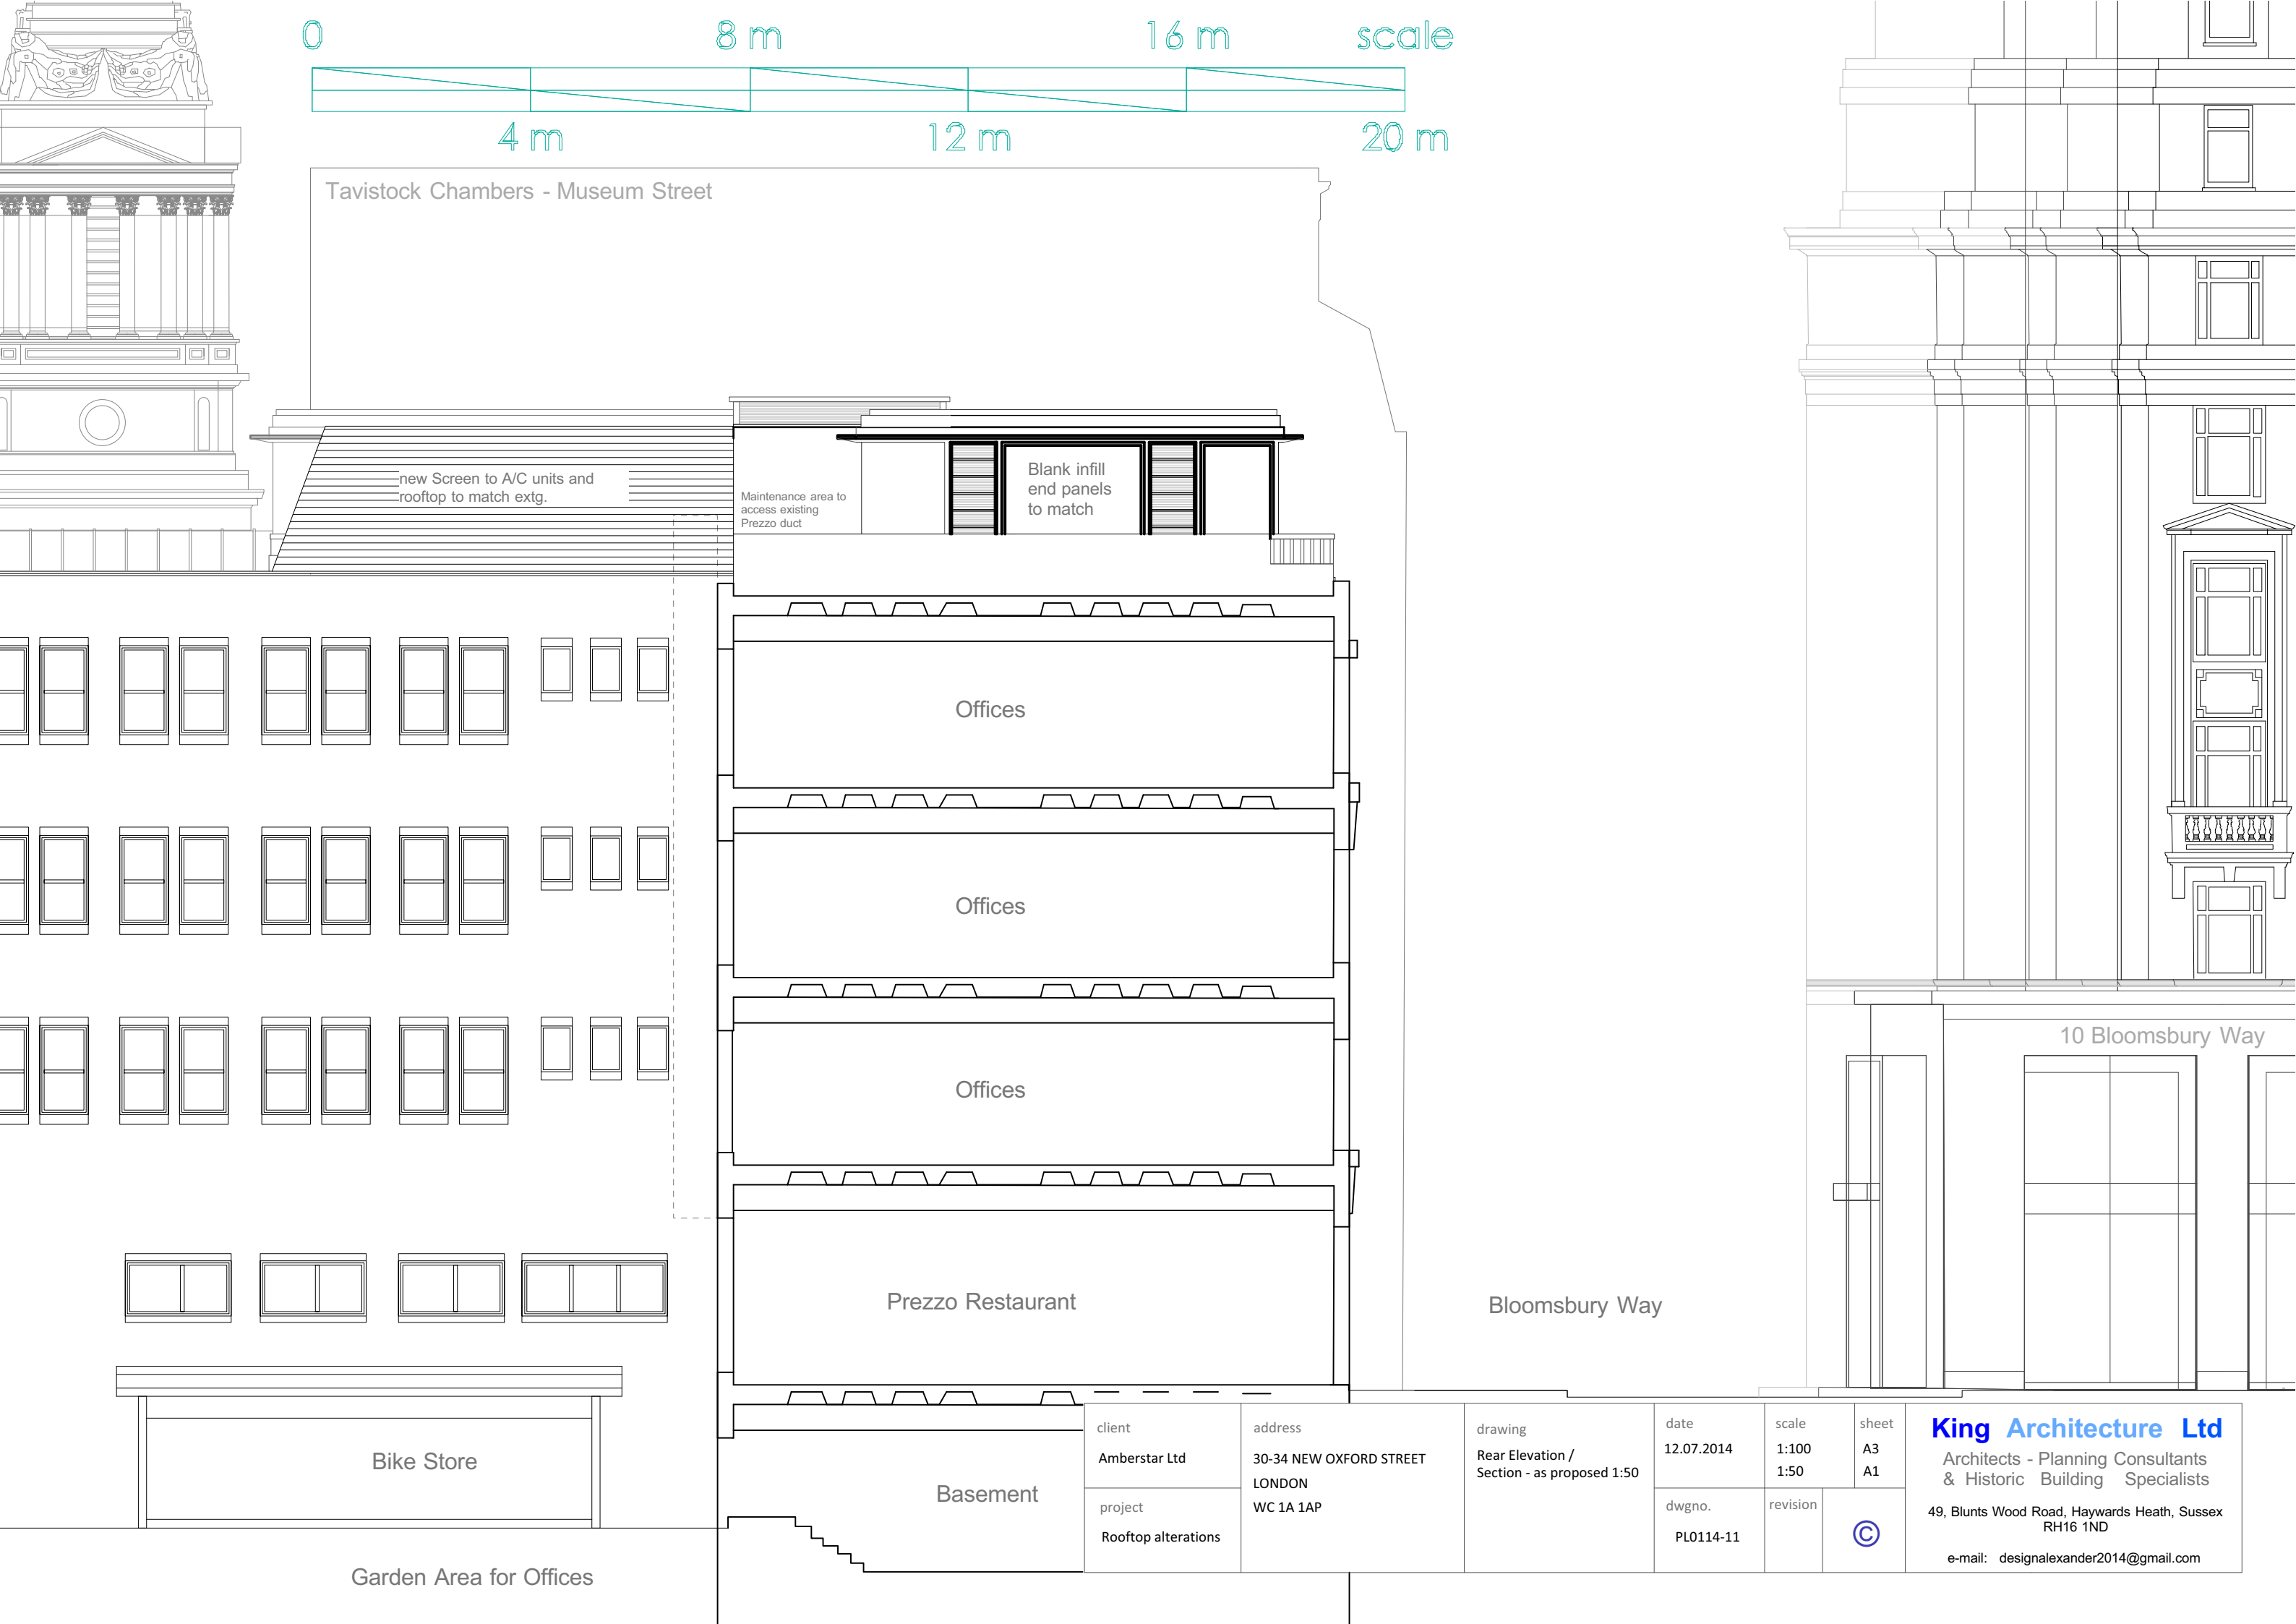 0
8 m
16 m
scale
4 m
12 m
20 m
Tavistock Chambers - Museum Street
new Screen to A/C units and
rooftop to match extg.
Maintenance area to
access existing
Prezzo duct
Blank infill
end panels
to match
Offices
Offices
Offices
10 Bloomsbury Way
Prezzo Restaurant
Bloomsbury Way
Bike Store
Basement
Garden Area for Offices
client
Amberstar Ltd
project
Rooftop alterations
address
30-34 NEW OXFORD STREET
LONDON
WC 1A 1AP
drawing
Rear Elevation /
Section - as proposed 1:50
date
12.07.2014
scale
1:100
1:50
sheet
A3
A1
dwgno.
PL0114-11
revision
©
King Architecture Ltd
Architects - Planning Consultants
& Historic Building Specialists
49, Blunts Wood Road, Haywards Heath, Sussex
RH16 1ND
e-mail: designalexander2014@gmail.com